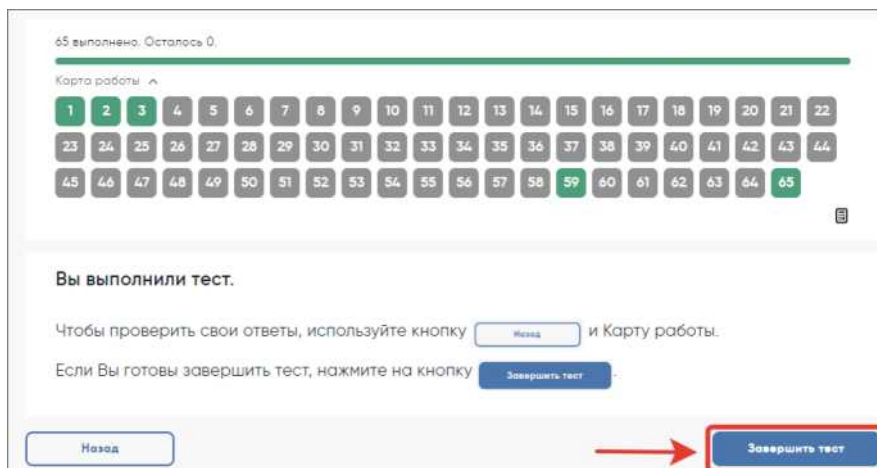 65 выполнено. Осталось 0.
Карта работы
1 2 3 4 5 6 7 8 9 10 11 12 13 14 15 16 17 18 19 20 21 22
23 24 25 26 27 28 29 30 31 32 33 34 35 36 37 38 39 40 41 42 43 44
45 46 47 48 49 50 51 52 53 54 55 56 57 58 59 60 61 62 63 64 65
Вы выполнили тест.
Чтобы проверить свои ответы, используйте кнопку Назад и Карту работы.
Если Вы готовы завершить тест, нажмите на кнопку Завершить тест .
Назад Завершить тест